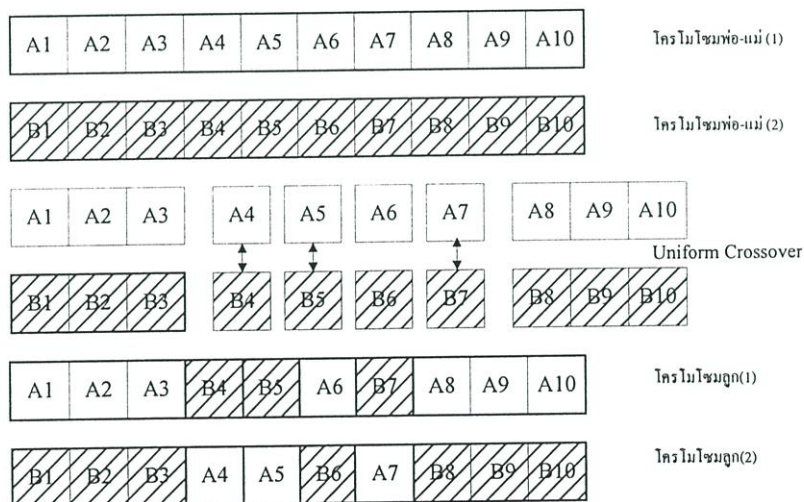 A1 A2 A3 A4 A5 A6 A7 A8 A9 A10 โครโมโซมพ่อ-แม่ (1)
B1 B2 B3 B4 B5 B6 B7 B8 B9 B10 โครโมโซมพ่อ-แม่ (2)
A1 A2 A3 A4 A5 A6 A7 A8 A9 A10
Uniform Crossover
B1 B2 B3 B4 B5 B6 B7 B8 B9 B10
A1 A2 A3 B4 B5 A6 B7 A8 A9 A10 โครโมโซมลูก(1)
B1 B2 B3 A4 A5 B6 A7 B8 B9 B10 โครโมโซมลูก(2)